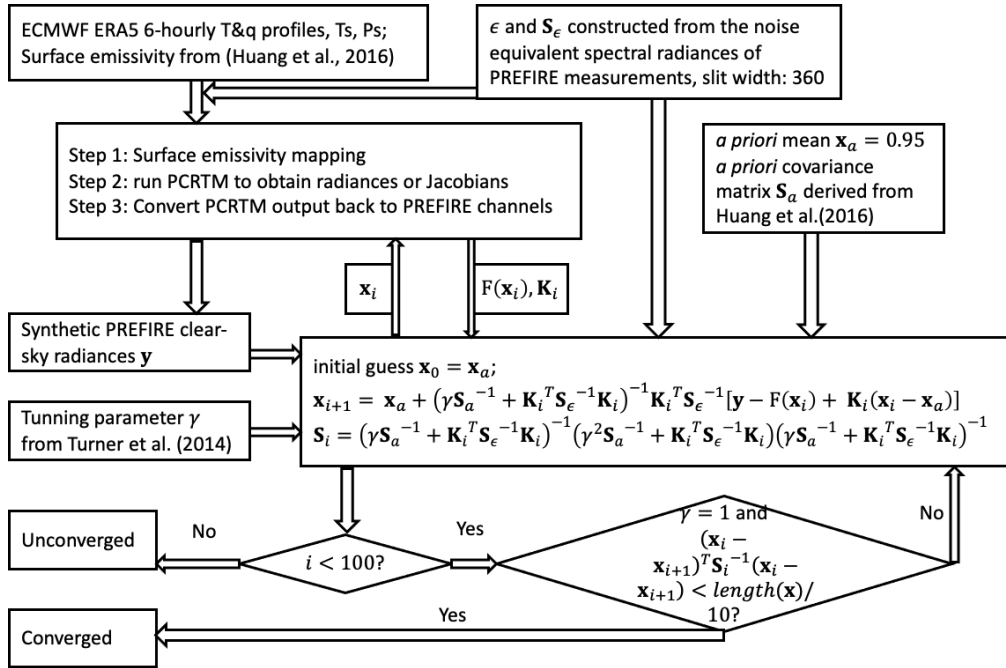 ECMWF ERA5 6-hourly T&q profiles, Ts, Ps;
Surface emissivity from (Huang et al., 2016)
𝜖 and 𝐒𝜖 constructed from the noise
equivalent spectral radiances of
PREFIRE measurements, slit width: 360
Step 1: Surface emissivity mapping
Step 2: run PCRTM to obtain radiances or Jacobians
Step 3: Convert PCRTM output back to PREFIRE channels
a priori mean 𝐱ₐ = 0.95
a priori covariance
matrix 𝐒ₐ derived from
Huang et al.(2016)
𝐱ᵢ
F(𝐱ᵢ), 𝐊ᵢ
Synthetic PREFIRE clear-
sky radiances 𝐲
Tunning parameter γ
from Turner et al. (2014)
initial guess 𝐱₀ = 𝐱ₐ;
𝐱ᵢ₊₁ = 𝐱ₐ + (γ𝐒ₐ⁻¹ + 𝐊ᵢᵀ𝐒𝜖⁻¹𝐊ᵢ)⁻¹𝐊ᵢᵀ𝐒𝜖⁻¹[𝐲 − F(𝐱ᵢ) + 𝐊ᵢ(𝐱ᵢ − 𝐱ₐ)]
𝐒ᵢ = (γ𝐒ₐ⁻¹ + 𝐊ᵢᵀ𝐒𝜖⁻¹𝐊ᵢ)⁻¹(γ²𝐒ₐ⁻¹ + 𝐊ᵢᵀ𝐒𝜖⁻¹𝐊ᵢ)(γ𝐒ₐ⁻¹ + 𝐊ᵢᵀ𝐒𝜖⁻¹𝐊ᵢ)⁻¹
Unconverged
No
i < 100?
Yes
γ = 1 and
(𝐱ᵢ −
𝐱ᵢ₊₁)ᵀ𝐒ᵢ⁻¹(𝐱ᵢ −
𝐱ᵢ₊₁) < length(𝐱)/
10?
No
Converged
Yes